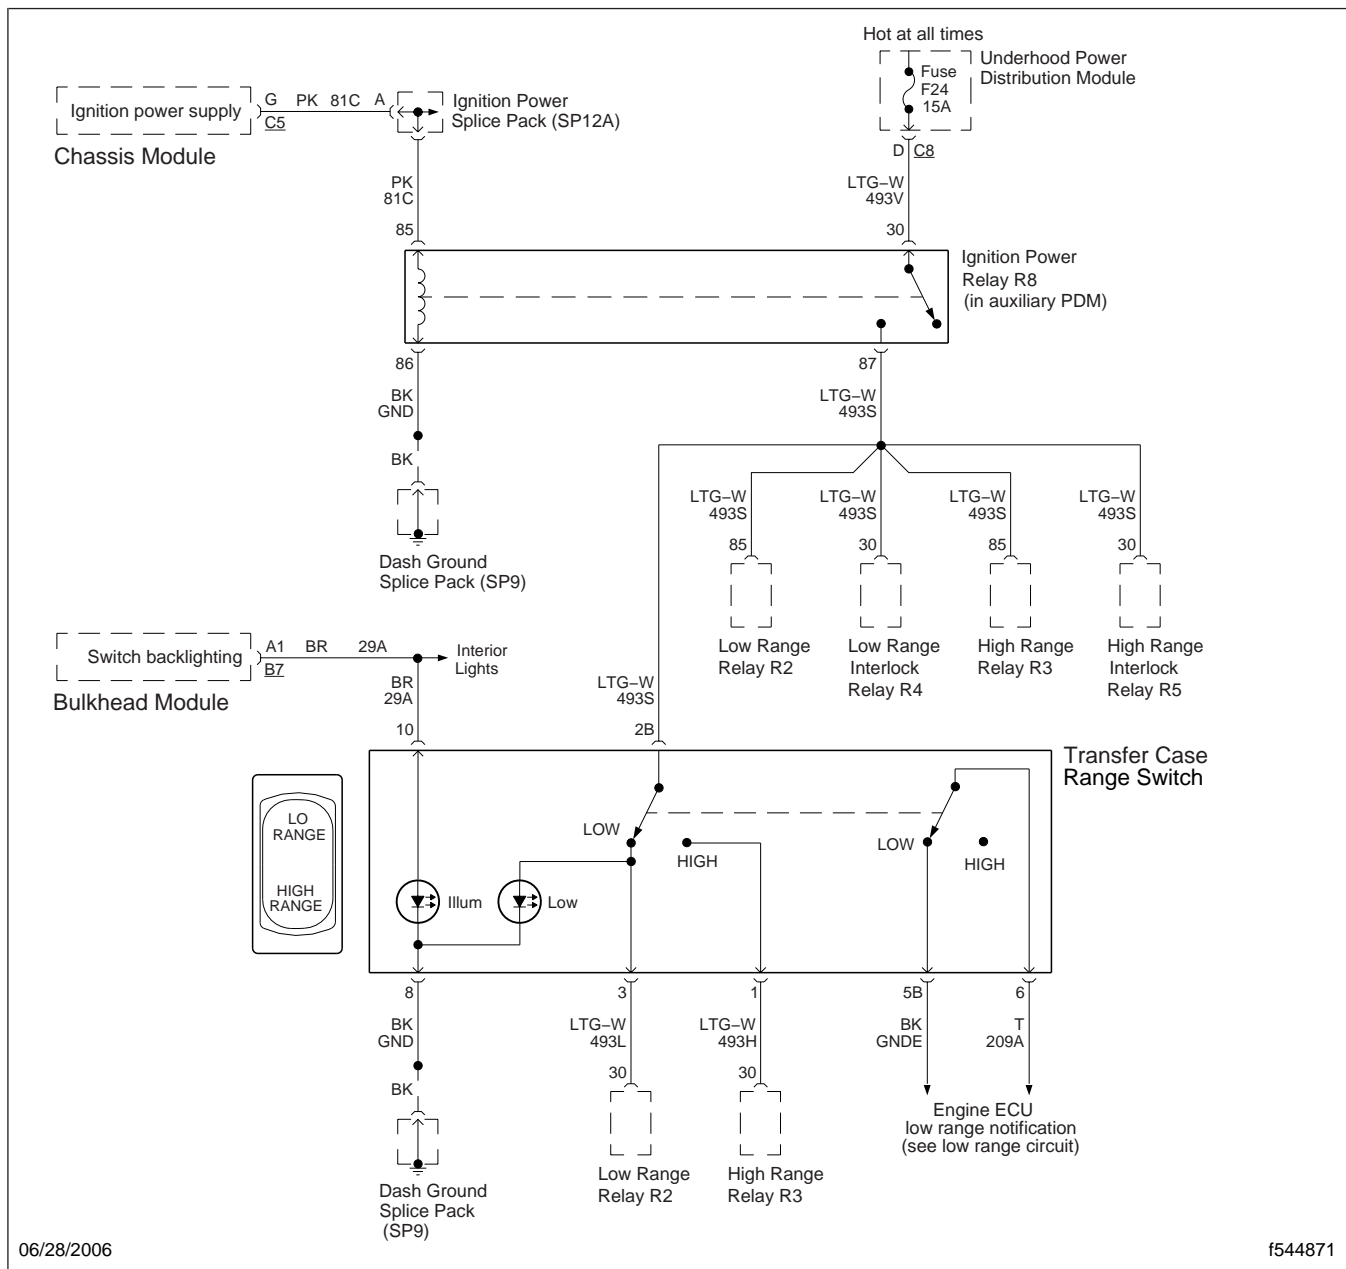 Hot at all times
Underhood Power
Distribution Module
Fuse
F24
15A
Ignition power supply
G PK 81C A
C5
Ignition Power
Splice Pack (SP12A)
Chassis Module
D C8
PK
81C
LTG–W
493V
85
30
Ignition Power
Relay R8
(in auxiliary PDM)
86
87
BK
GND
LTG–W
493S
BK
LTG–W
493S
LTG–W
493S
LTG–W
493S
LTG–W
493S
85
30
85
30
Dash Ground
Splice Pack (SP9)
Low Range
Relay R2
Low Range
Interlock
Relay R4
High Range
Relay R3
High Range
Interlock
Relay R5
Switch backlighting
A1 BR 29A
B7
Interior
Lights
Bulkhead Module
BR
29A
LTG–W
493S
10
2B
Transfer Case
Range Switch
LO
RANGE
HIGH
RANGE
LOW
HIGH
LOW
HIGH
Illum
Low
8
3
1
5B
6
BK
GND
LTG–W
493L
LTG–W
493H
BK
GNDE
T
209A
BK
30
30
Engine ECU
low range notification
(see low range circuit)
Low Range
Relay R2
High Range
Relay R3
Dash Ground
Splice Pack
(SP9)
06/28/2006
f544871